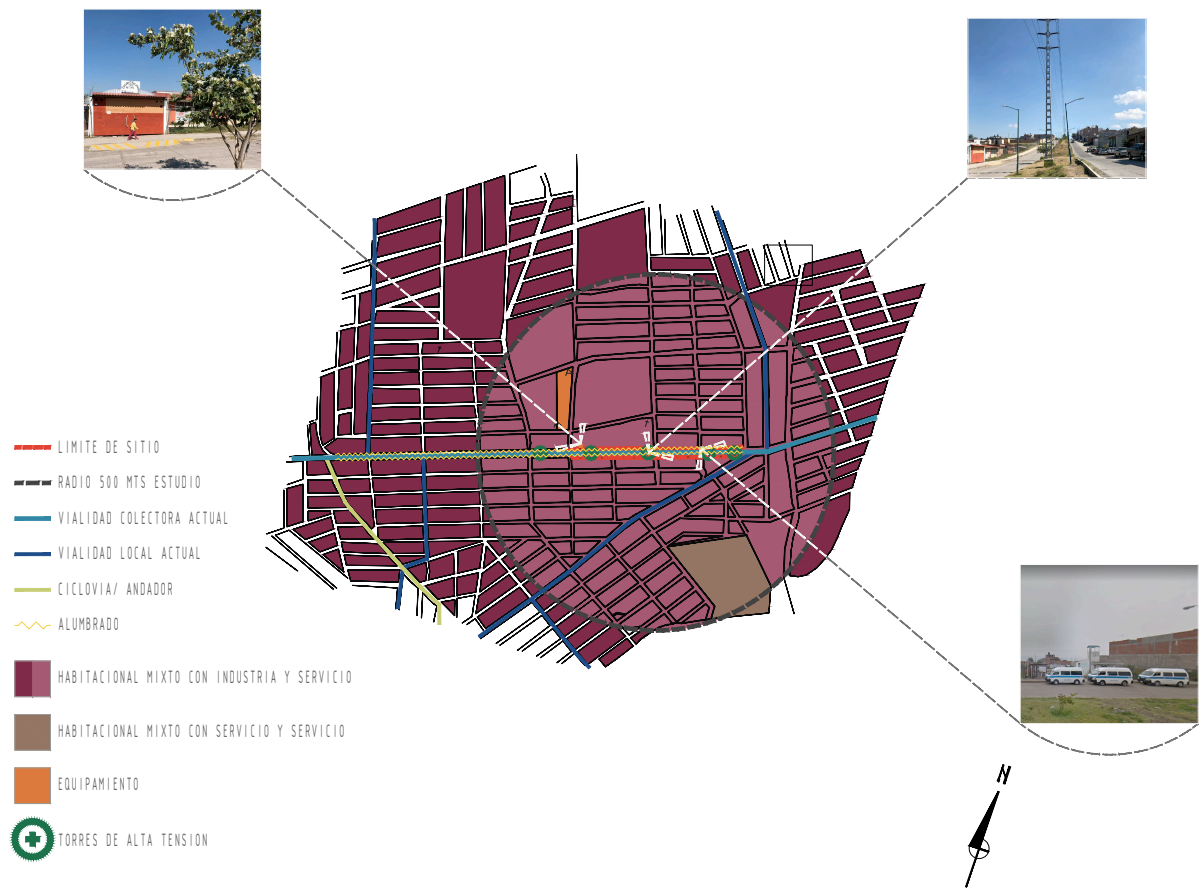 LIMITE DE SITIO
RADIO 500 MTS ESTUDIO
VIALIDAD COLECTORA ACTUAL
VIALIDAD LOCAL ACTUAL
CICLOVIA/ ANDADOR
ALUMBRADO
HABITACIONAL MIXTO CON INDUSTRIA Y SERVICIO
HABITACIONAL MIXTO CON SERVICIO Y SERVICIO
EQUIPAMIENTO
TORRES DE ALTA TENSION
N